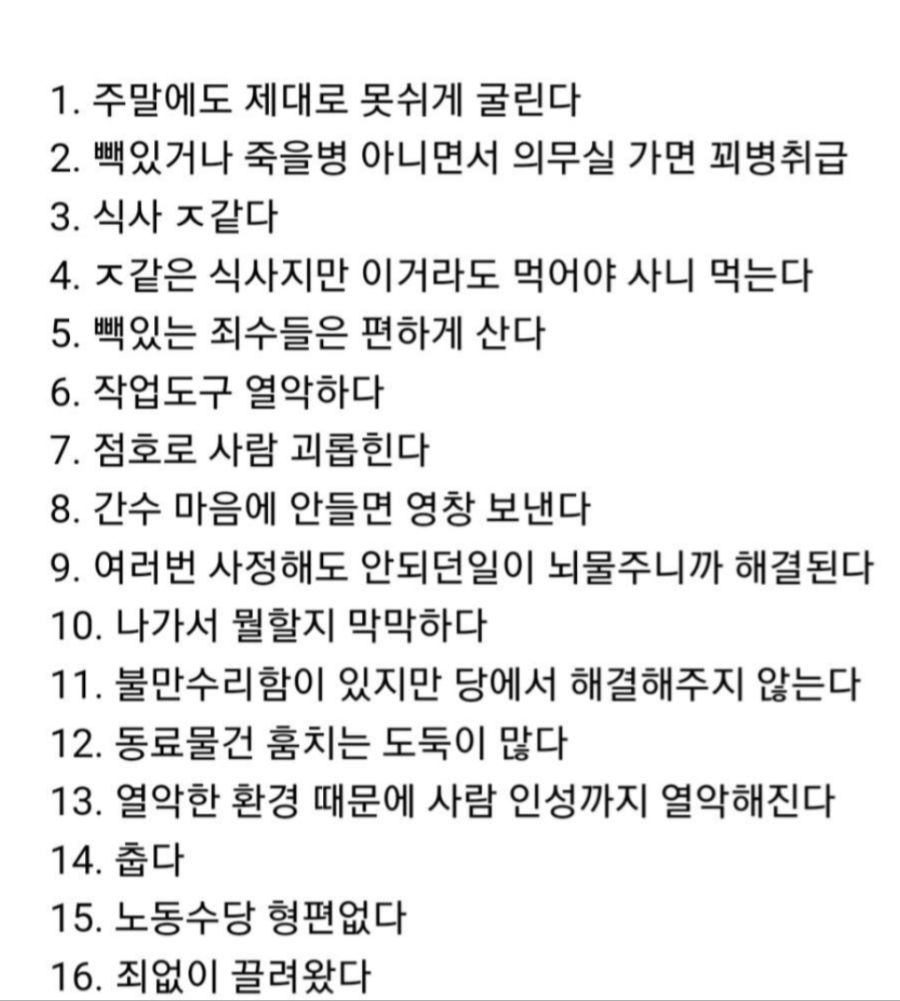 1. 주말에도 제대로 못쉬게 굴린다
2. 빽있거나 죽을병 아니면서 의무실 가면 꾀병취급
3. 식사 ㅈ같다
4. ㅈ같은 식사지만 이거라도 먹어야 사니 먹는다
5. 빽있는 죄수들은 편하게 산다
6. 작업도구 열악하다
7. 점호로 사람 괴롭힌다
8. 간수 마음에 안들면 영창 보낸다
9. 여러번 사정해도 안되던일이 뇌물주니까 해결된다
10. 나가서 뭘할지 막막하다
11. 불만수리함이 있지만 당에서 해결해주지 않는다
12. 동료물건 훔치는 도둑이 많다
13. 열악한 환경 때문에 사람 인성까지 열악해진다
14. 춥다
15. 노동수당 형편없다
16. 죄없이 끌려왔다